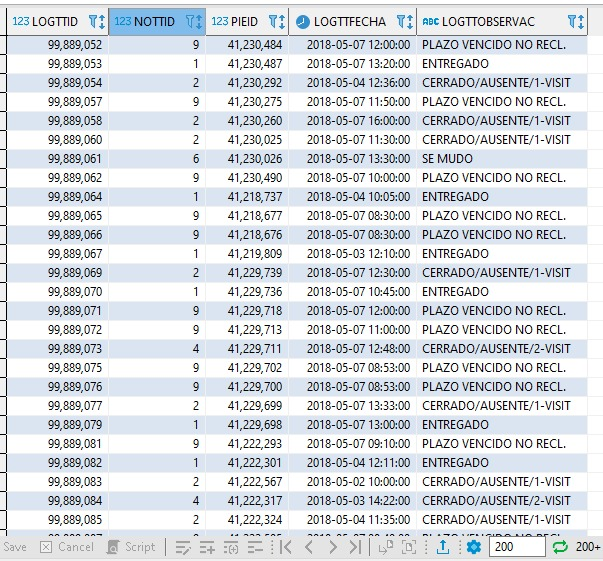 123 LOGTTID 123 NOTTID 123 PIEID LOGTTFECHA ABC LOGTTOBSERVAC
99,889,052 9 41,230,484 2018-05-07 12:00:00 PLAZO VENCIDO NO RECL.
99,889,053 1 41,230,487 2018-05-07 13:20:00 ENTREGADO
99,889,054 2 41,230,292 2018-05-04 12:36:00 CERRADO/AUSENTE/1-VISIT
99,889,057 9 41,230,275 2018-05-07 11:50:00 PLAZO VENCIDO NO RECL.
99,889,058 2 41,230,260 2018-05-07 16:00:00 CERRADO/AUSENTE/1-VISIT
99,889,060 2 41,230,025 2018-05-07 11:30:00 CERRADO/AUSENTE/1-VISIT
99,889,061 6 41,230,026 2018-05-07 13:30:00 SE MUDO
99,889,062 9 41,230,490 2018-05-07 10:00:00 PLAZO VENCIDO NO RECL.
99,889,064 1 41,218,737 2018-05-04 10:05:00 ENTREGADO
99,889,065 9 41,218,677 2018-05-07 08:30:00 PLAZO VENCIDO NO RECL.
99,889,066 9 41,218,676 2018-05-07 08:30:00 PLAZO VENCIDO NO RECL.
99,889,067 1 41,219,809 2018-05-03 12:10:00 ENTREGADO
99,889,069 2 41,229,739 2018-05-07 12:30:00 CERRADO/AUSENTE/1-VISIT
99,889,070 1 41,229,736 2018-05-07 10:45:00 ENTREGADO
99,889,071 9 41,229,718 2018-05-07 12:00:00 PLAZO VENCIDO NO RECL.
99,889,072 9 41,229,713 2018-05-07 11:00:00 PLAZO VENCIDO NO RECL.
99,889,073 4 41,229,711 2018-05-07 12:48:00 CERRADO/AUSENTE/2-VISIT
99,889,075 9 41,229,702 2018-05-07 08:53:00 PLAZO VENCIDO NO RECL.
99,889,076 9 41,229,700 2018-05-07 08:53:00 PLAZO VENCIDO NO RECL.
99,889,077 2 41,229,699 2018-05-07 13:33:00 CERRADO/AUSENTE/1-VISIT
99,889,079 1 41,229,698 2018-05-07 13:00:00 ENTREGADO
99,889,081 9 41,222,293 2018-05-07 09:10:00 PLAZO VENCIDO NO RECL.
99,889,082 1 41,222,301 2018-05-04 12:11:00 ENTREGADO
99,889,083 2 41,222,567 2018-05-02 10:00:00 CERRADO/AUSENTE/1-VISIT
99,889,084 4 41,222,317 2018-05-03 14:22:00 CERRADO/AUSENTE/2-VISIT
99,889,085 2 41,222,324 2018-05-04 11:35:00 CERRADO/AUSENTE/1-VISIT
Save Cancel Script 200 200+